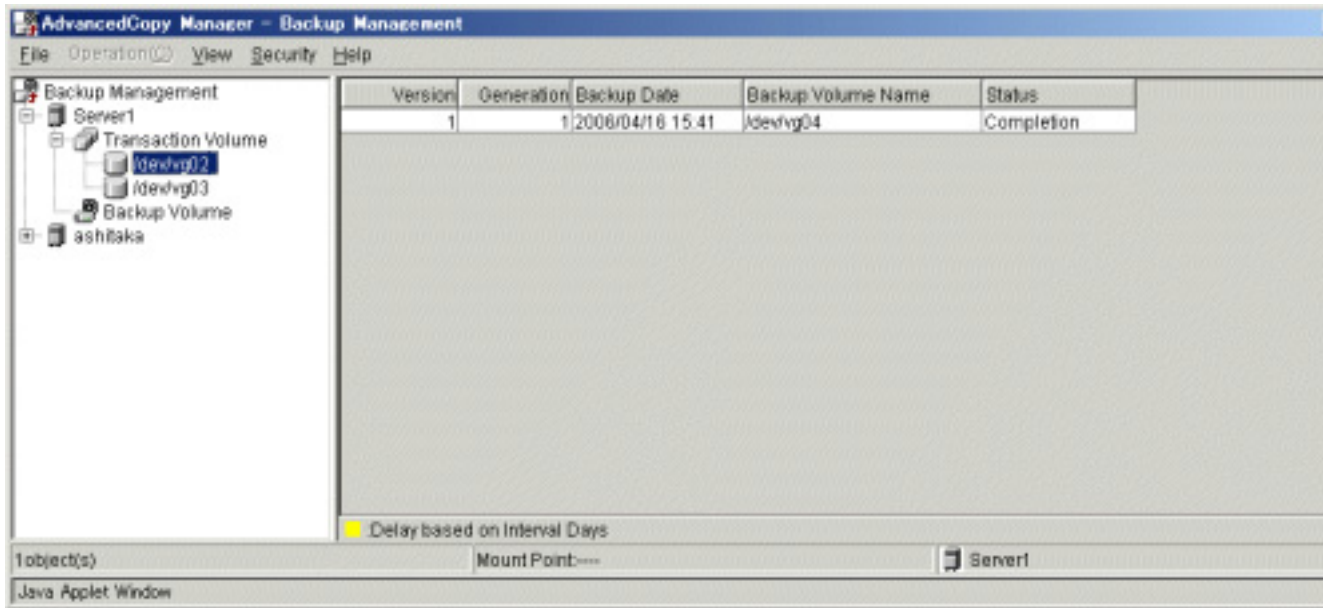 AdvancedCopy Manager - Backup Management
File Operation(O) View Security Help
Backup Management
Server1
Transaction Volume
/dev/vg02
/dev/vg03
Backup Volume
ashitaka
Version Generation Backup Date Backup Volume Name Status
1 1 2006/04/16 15:41 /dev/vg04 Completion
:Delay based on Interval Days
1object(s) Mount Point:---- Server1
Java Applet Window